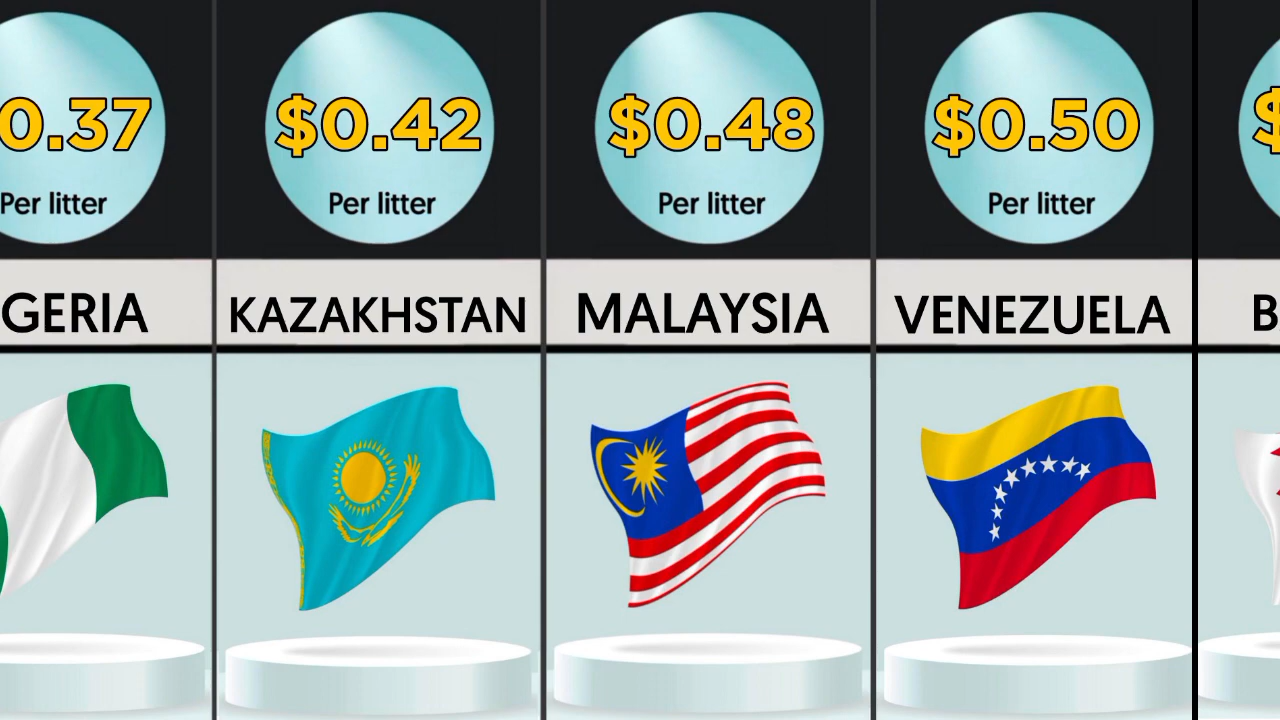 0.37
Per litter
GERIA
$0.42
Per litter
KAZAKHSTAN
$0.48
Per litter
MALAYSIA
$0.50
Per litter
VENEZUELA
$
B